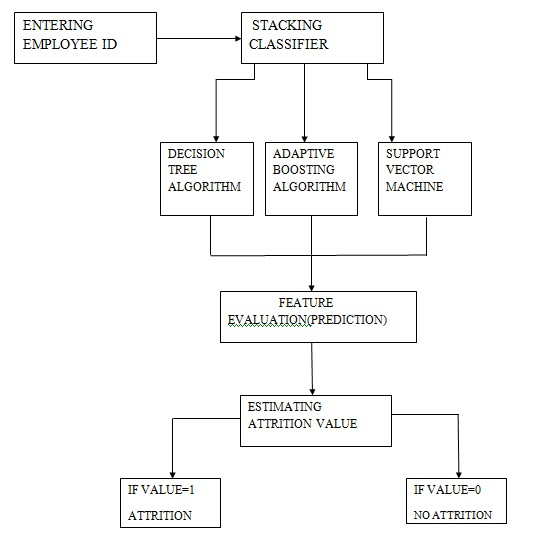 ENTERING
EMPLOYEE ID
STACKING
CLASSIFIER
DECISION
TREE
ALGORITHM
ADAPTIVE
BOOSTING
ALGORITHM
SUPPORT
VECTOR
MACHINE
FEATURE
EVALUATION(PREDICTION)
ESTIMATING
ATTRITION VALUE
IF VALUE=1
ATTRITION
IF VALUE=0
NO ATTRITION